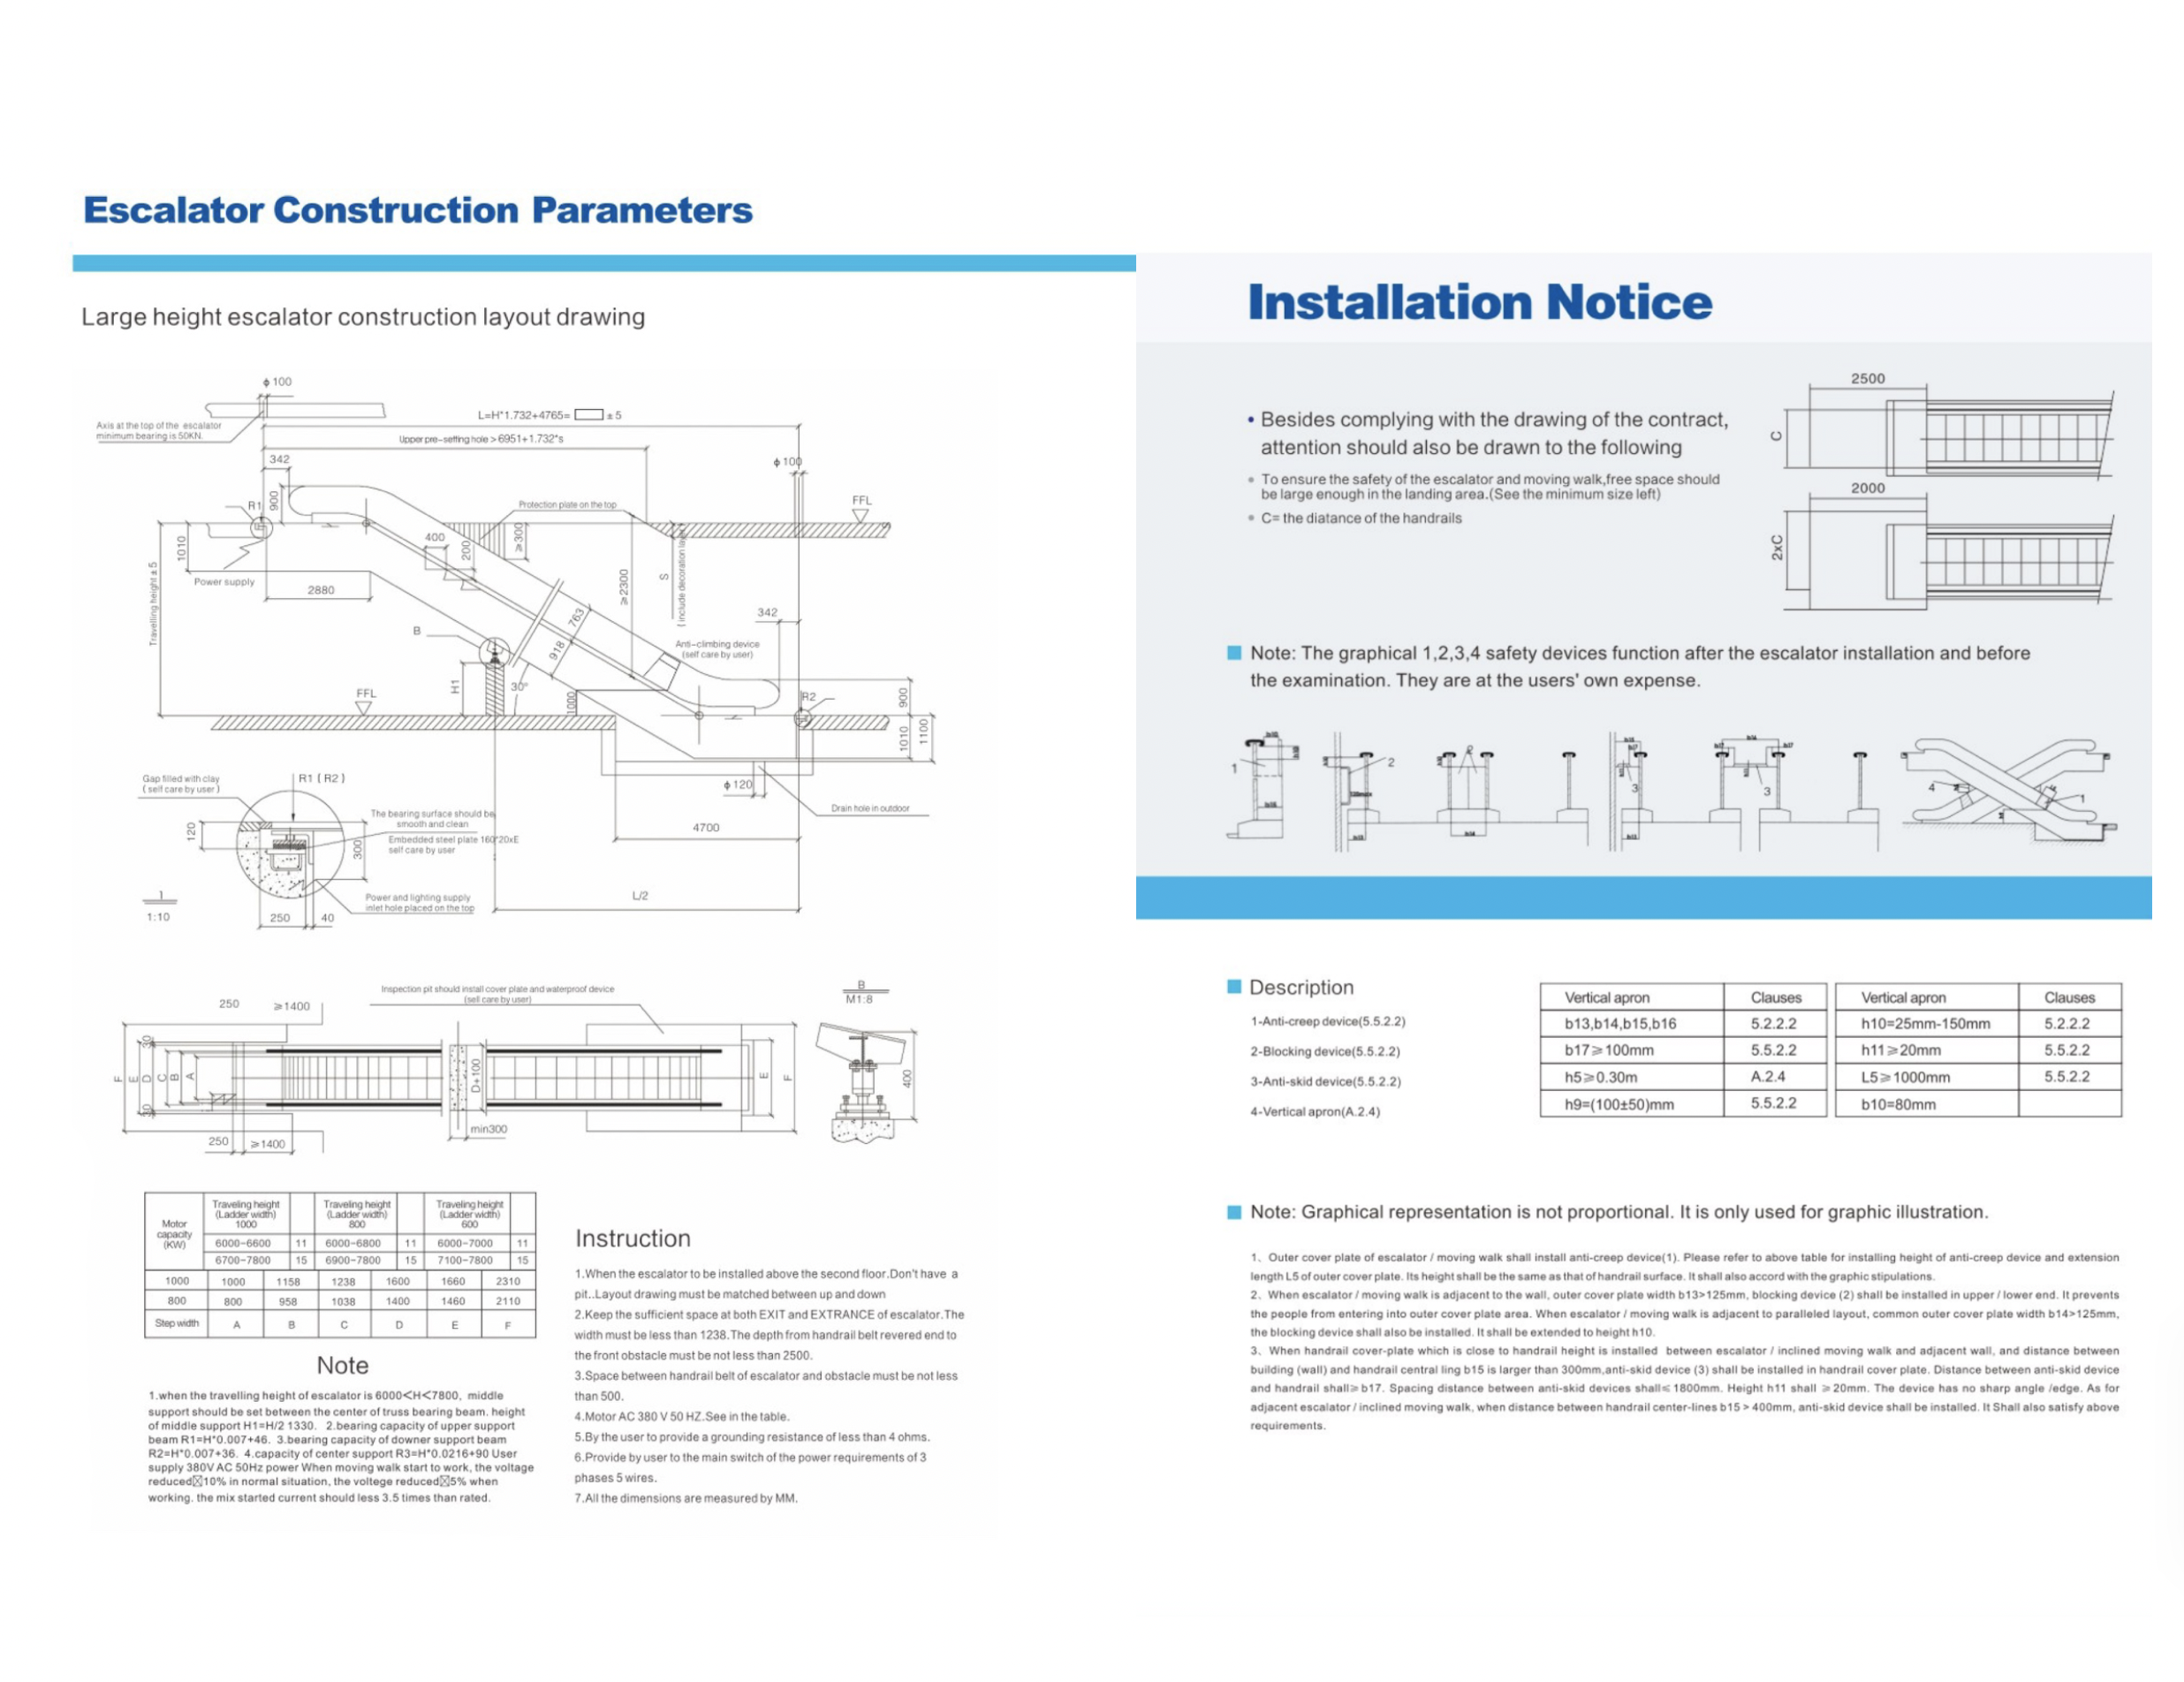 Escalator Construction Parameters
Large height escalator construction layout drawing
ϕ100
L=H*1.732+4765= ±5
Axis at the top of the escalator
minimum bearing is 50KN.
Upper pre-setting hole > 6951+1.732*s
342
ϕ100
900
R1
Protection plate on the top
FFL
1010
400
200
≥300
Travelling height ±5
Power supply
2880
≥2300
S
( include decoration
763
918
342
B
Anti-climbing device
(self care by user)
H1
30°
1000
FFL
R2
900
1010
1100
Gap filled with clay
( self care by user )
R1 ( R2 )
ϕ120
120
The bearing surface should be
smooth and clean
Embedded steel plate 160*20xE
self care by user
Drain hole in outdoor
300
4700
1
1:10
Power and lighting supply
inlet hole placed on the top
L/2
250
40
Inspection pit should install cover plate and waterproof device
(sell care by user)
250
≥1400
B
M1:8
30
F E D C B A
D+100
E
F
400
30
min300
250
≥1400
Motor
capacity
(KW)
Traveling height
(Ladder width)
1000
Traveling height
(Ladder width)
800
Traveling height
(Ladder width)
600
6000-6600 11 6000-6800 11 6000-7000 11
6700-7800 15 6900-7800 15 7100-7800 15
1000 1000 1158 1238 1600 1660 2310
800 800 958 1038 1400 1460 2110
Step width A B C D E F
Note
1.when the travelling height of escalator is 6000<H<7800, middle
support should be set between the center of truss bearing beam. height
of middle support H1=H/2 1330. 2.bearing capacity of upper support
beam R1=H*0.007+46. 3.bearing capacity of downer support beam
R2=H*0.007+36. 4.capacity of center support R3=H*0.0216+90 User
supply 380V AC 50Hz power When moving walk start to work, the voltage
reduced☒10% in normal situation, the voltege reduced☒5% when
working. the mix started current should less 3.5 times than rated.
Instruction
1.When the escalator to be installed above the second floor.Don't have a
pit..Layout drawing must be matched between up and down
2.Keep the sufficient space at both EXIT and EXTRANCE of escalator.The
width must be less than 1238.The depth from handrail belt revered end to
the front obstacle must be not less than 2500.
3.Space between handrail belt of escalator and obstacle must be not less
than 500.
4.Motor AC 380 V 50 HZ.See in the table.
5.By the user to provide a grounding resistance of less than 4 ohms.
6.Provide by user to the main switch of the power requirements of 3
phases 5 wires.
7.All the dimensions are measured by MM.
Installation Notice
• Besides complying with the drawing of the contract,
attention should also be drawn to the following
• To ensure the safety of the escalator and moving walk,free space should
be large enough in the landing area.(See the minimum size left)
• C= the diatance of the handrails
2500
C
2000
2xC
Note: The graphical 1,2,3,4 safety devices function after the escalator installation and before
the examination. They are at the users' own expense.
1
2
3
3
4
1
Description
1-Anti-creep device(5.5.2.2)
2-Blocking device(5.5.2.2)
3-Anti-skid device(5.5.2.2)
4-Vertical apron(A.2.4)
Vertical apron Clauses Vertical apron Clauses
b13,b14,b15,b16 5.2.2.2 h10=25mm-150mm 5.2.2.2
b17≥100mm 5.5.2.2 h11≥20mm 5.5.2.2
h5≥0.30m A.2.4 L5≥1000mm 5.5.2.2
h9=(100±50)mm 5.5.2.2 b10=80mm
Note: Graphical representation is not proportional. It is only used for graphic illustration.
1、Outer cover plate of escalator / moving walk shall install anti-creep device(1). Please refer to above table for installing height of anti-creep device and extension
length L5 of outer cover plate. Its height shall be the same as that of handrail surface. It shall also accord with the graphic stipulations.
2、When escalator / moving walk is adjacent to the wall, outer cover plate width b13>125mm, blocking device (2) shall be installed in upper / lower end. It prevents
the people from entering into outer cover plate area. When escalator / moving walk is adjacent to paralleled layout, common outer cover plate width b14>125mm,
the blocking device shall also be installed. It shall be extended to height h10.
3、When handrail cover-plate which is close to handrail height is installed between escalator / inclined moving walk and adjacent wall, and distance between
building (wall) and handrail central ling b15 is larger than 300mm,anti-skid device (3) shall be installed in handrail cover plate. Distance between anti-skid device
and handrail shall≥ b17. Spacing distance between anti-skid devices shall≤ 1800mm. Height h11 shall ≥ 20mm. The device has no sharp angle /edge. As for
adjacent escalator / inclined moving walk, when distance between handrail center-lines b15 > 400mm, anti-skid device shall be installed. It Shall also satisfy above
requirements.